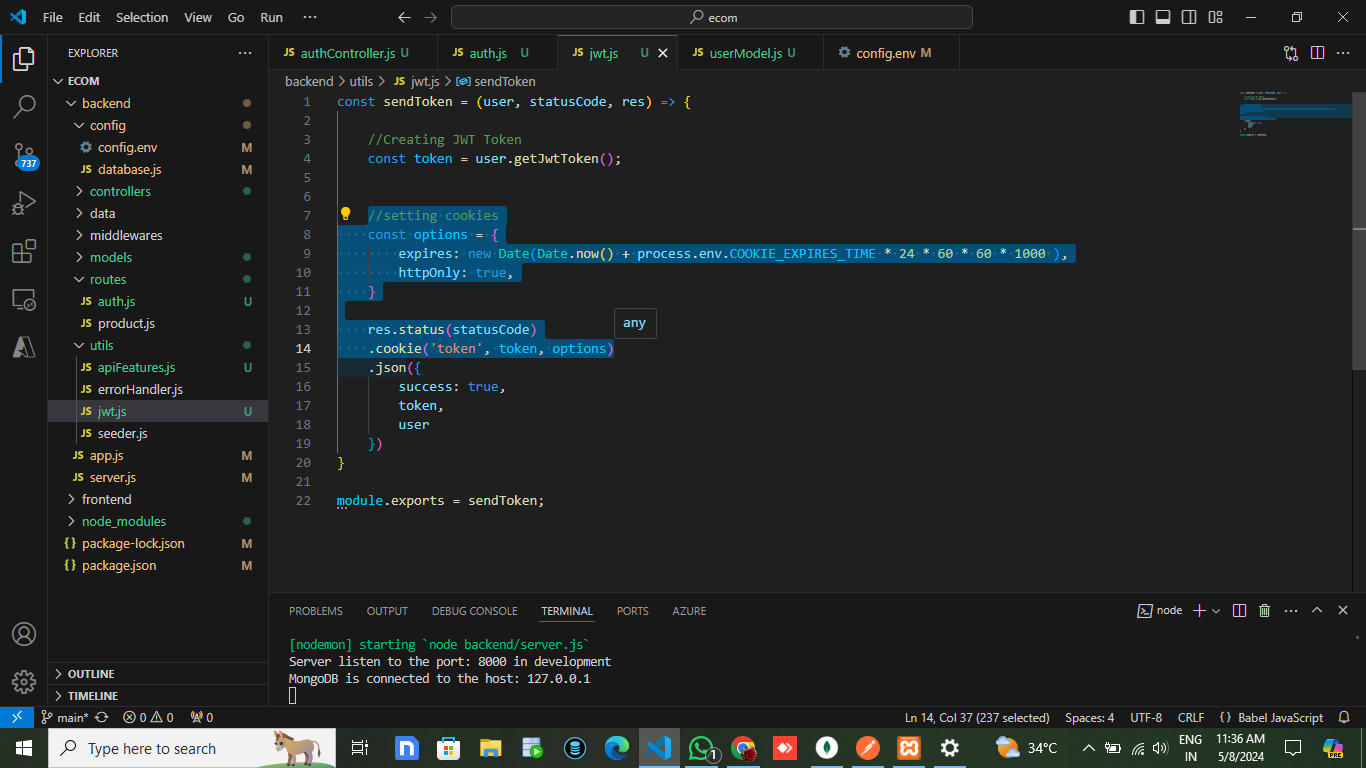 File Edit Selection View Go Run ··· ecom
EXPLORER ···
authController.js U auth.js U jwt.js U userModel.js U config.env M
backend > utils > JS jwt.js > sendToken
ECOM
backend
config
config.env M
JS database.js M
controllers
data
middlewares
models
routes
JS auth.js U
JS product.js
utils
JS apiFeatures.js U
JS errorHandler.js
JS jwt.js U
JS seeder.js
JS app.js M
JS server.js M
frontend
node_modules
{} package-lock.json M
{} package.json M
OUTLINE
TIMELINE
737
1 const sendToken = (user, statusCode, res) => {
2
3 //Creating JWT Token
4 const token = user.getJwtToken();
5
6
7 //setting cookies
8 const options = {
9 expires: new Date(Date.now() + process.env.COOKIE_EXPIRES_TIME * 24 * 60 * 60 * 1000 ),
10 httpOnly: true,
11 }
12
any
13 res.status(statusCode)
14 .cookie('token', token, options)
15 .json({
16 success: true,
17 token,
18 user
19 })
20 }
21
22 module.exports = sendToken;
PROBLEMS OUTPUT DEBUG CONSOLE TERMINAL PORTS AZURE node
[nodemon] starting `node backend/server.js`
Server listen to the port: 8000 in development
MongoDB is connected to the host: 127.0.0.1
main* 0 0 0 Ln 14, Col 37 (237 selected) Spaces: 4 UTF-8 CRLF {} Babel JavaScript
Type here to search 1 34°C ENG IN 11:36 AM 5/8/2024 PRE